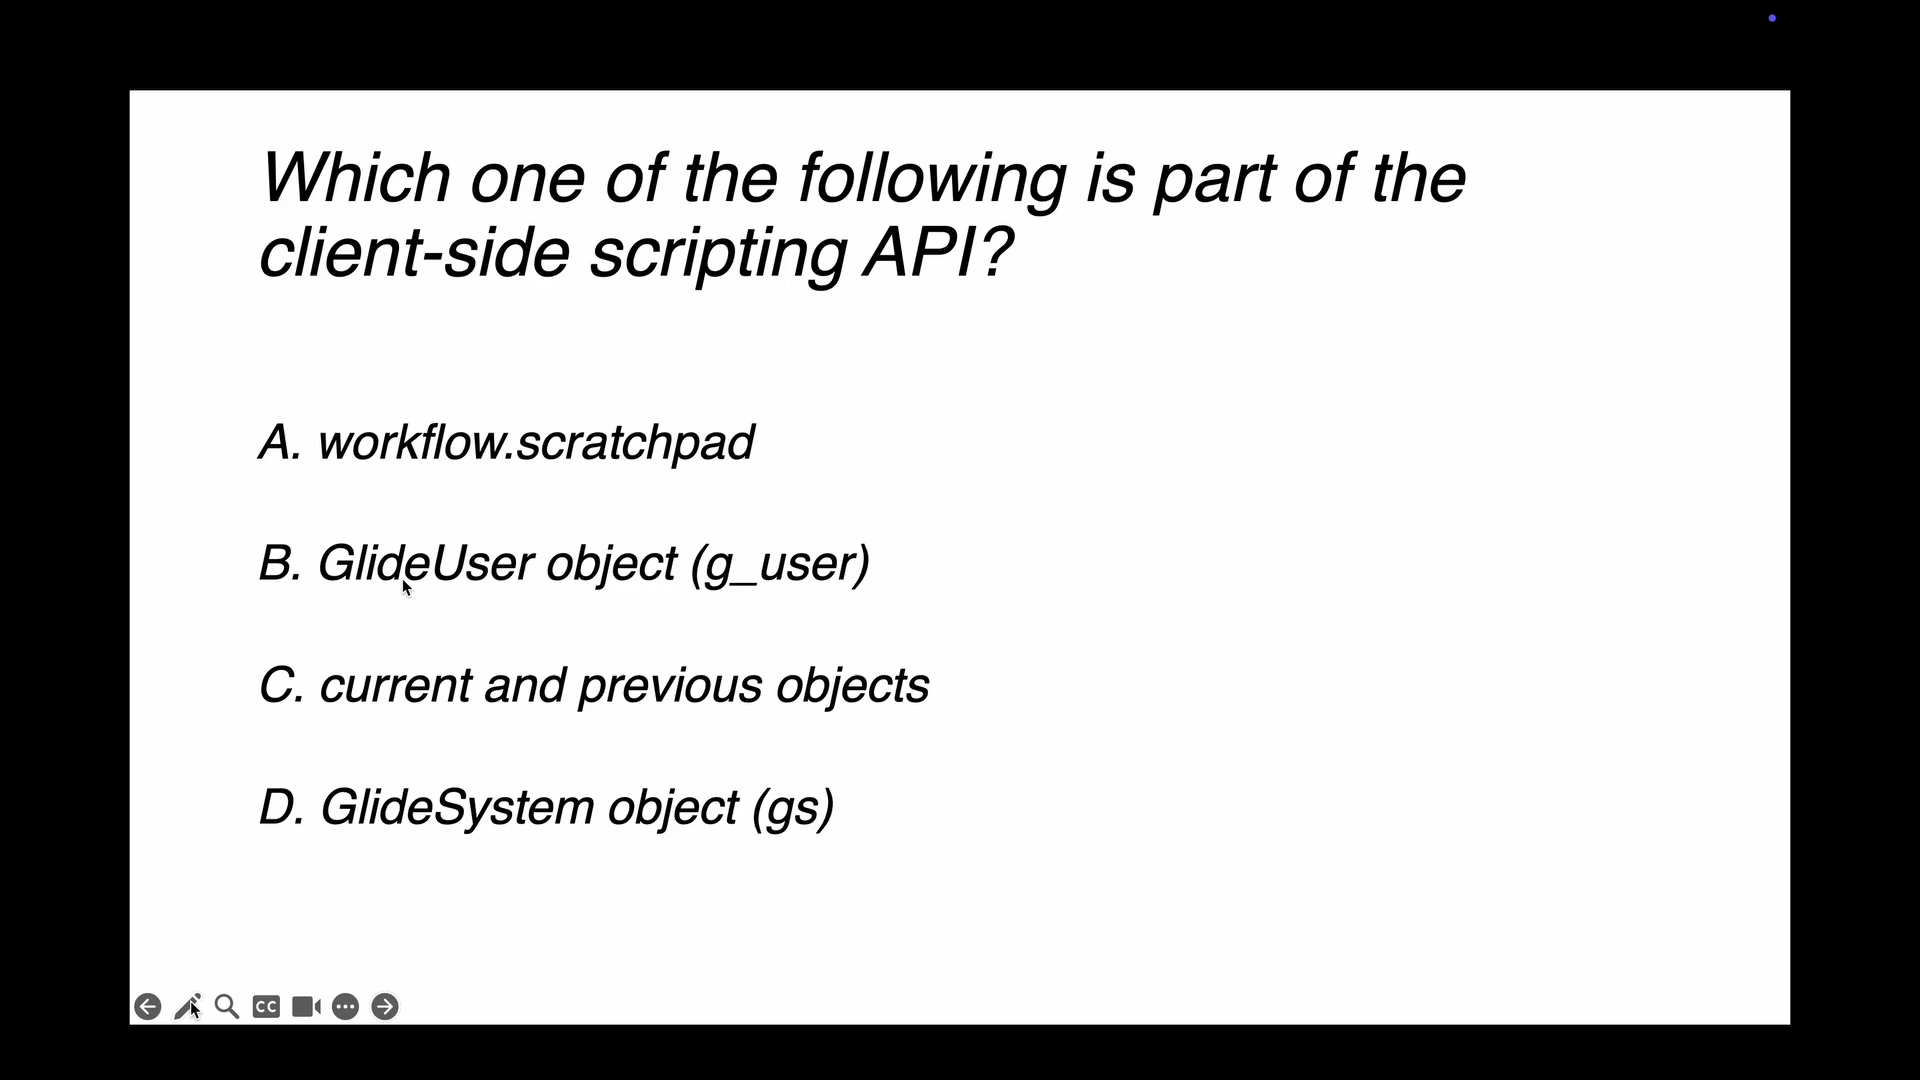 Which one of the following is part of the
client-side scripting API?
A. workflow.scratchpad
B. GlideUser object (g_user)
C. current and previous objects
D. GlideSystem object (gs)
CC